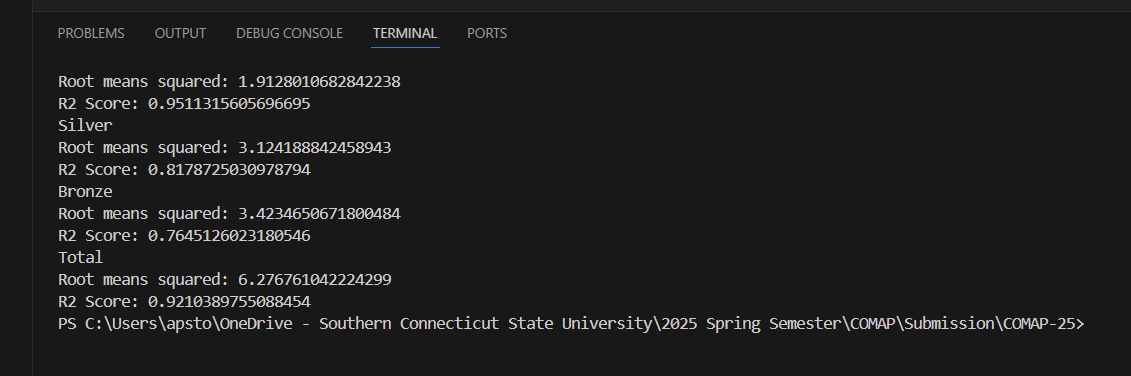 PROBLEMS OUTPUT DEBUG CONSOLE TERMINAL PORTS
Root means squared: 1.9128010682842238
R2 Score: 0.9511315605696695
Silver
Root means squared: 3.124188842458943
R2 Score: 0.8178725030978794
Bronze
Root means squared: 3.4234650671800484
R2 Score: 0.7645126023180546
Total
Root means squared: 6.276761042224299
R2 Score: 0.9210389755088454
PS C:\Users\apsto\OneDrive - Southern Connecticut State University\2025 Spring Semester\COMAP\Submission\COMAP-25>